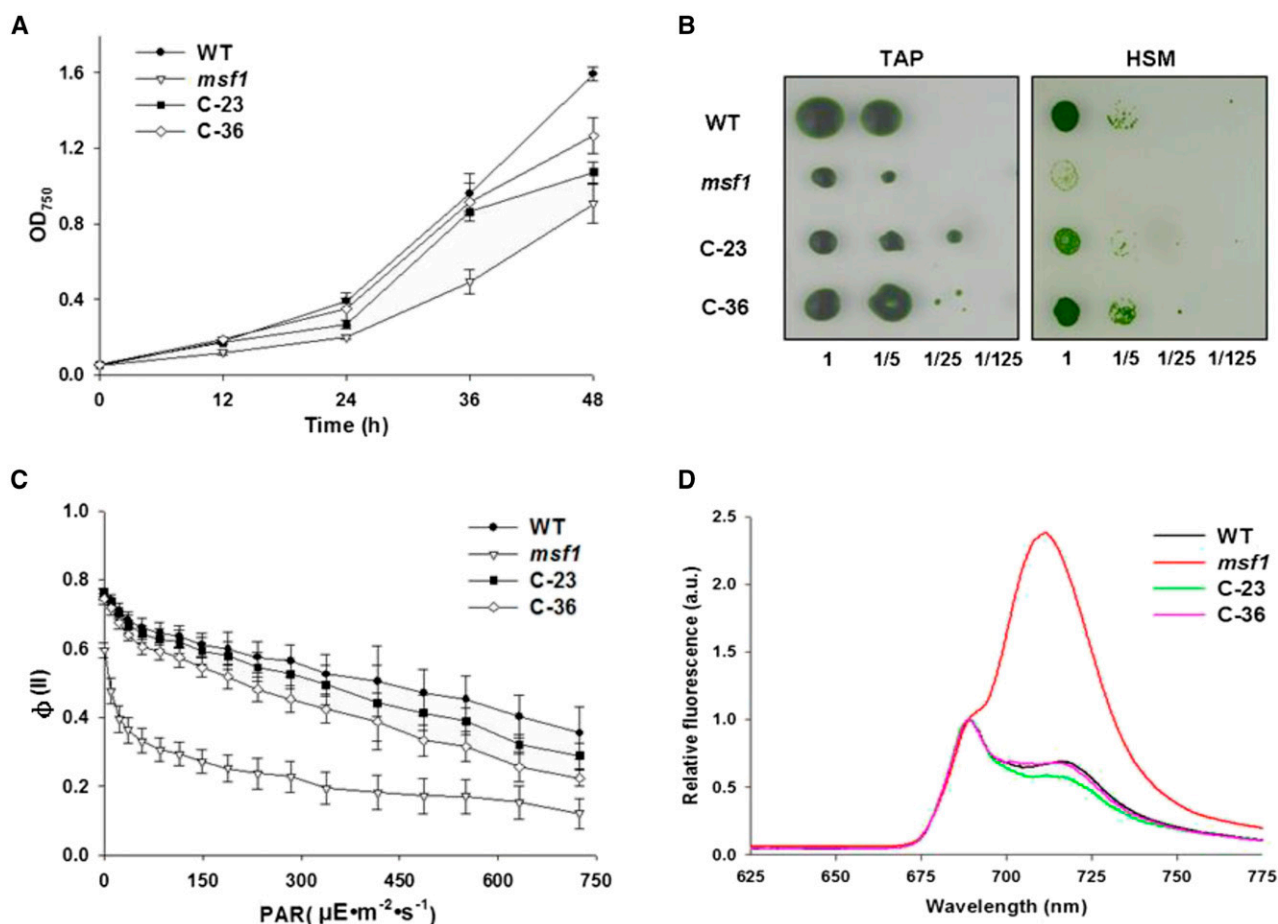 A
WT
msf1
C-23
C-36
OD750
1.6
1.2
0.8
0.4
0.0
0
12
24
36
48
Time (h)
B
TAP
HSM
WT
msf1
C-23
C-36
1
1/5
1/25
1/125
1
1/5
1/25
1/125
C
WT
msf1
C-23
C-36
ϕ (II)
1.0
0.8
0.6
0.4
0.2
0.0
0
150
300
450
600
750
PAR( μE•m-2•s-1)
D
WT
msf1
C-23
C-36
Relative fluorescence (a.u.)
2.5
2.0
1.5
1.0
0.5
0.0
625
650
675
700
725
750
775
Wavelength (nm)